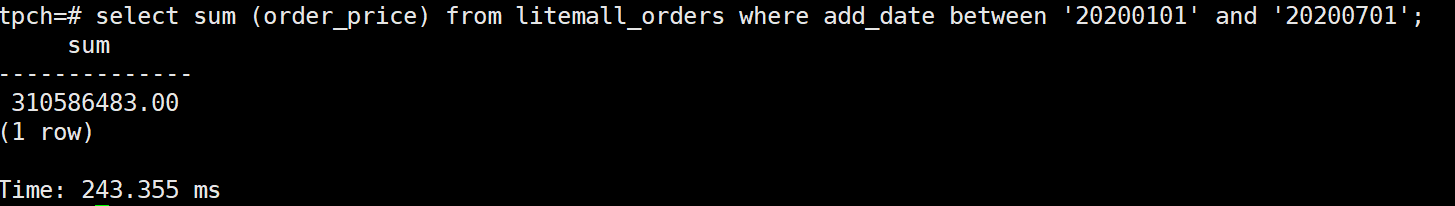 tpch=# select sum (order_price) from litemall_orders where add_date between '20200101' and '20200701';
sum
--------------
310586483.00
(1 row)
Time: 243.355 ms